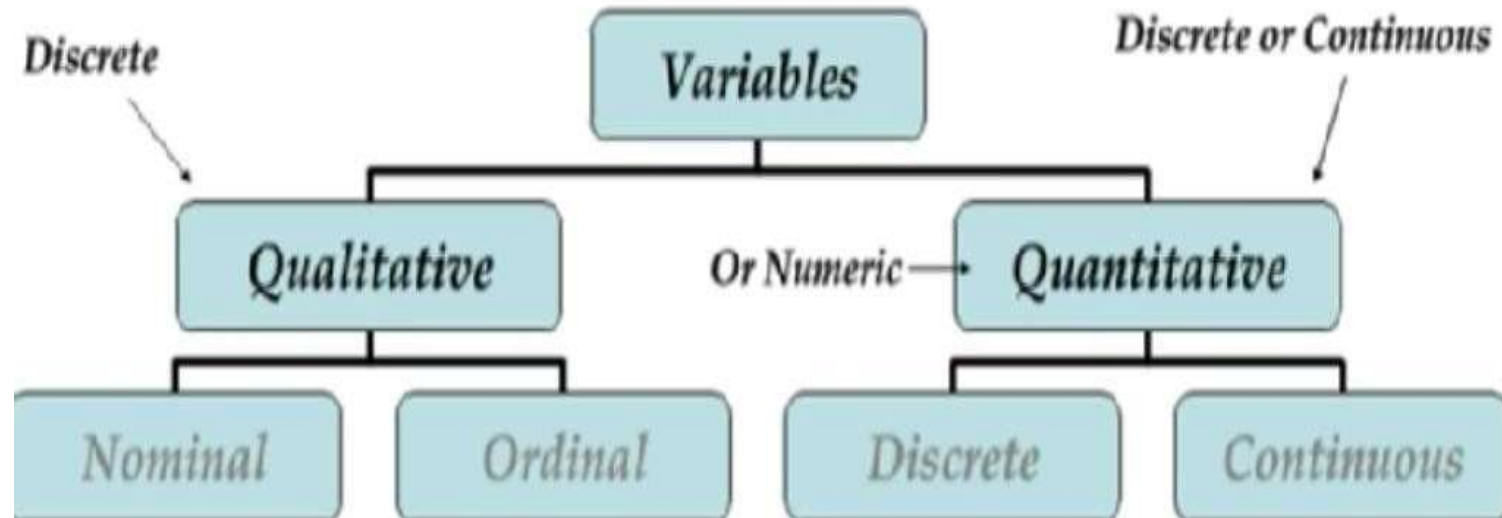 Discrete
Variables
Discrete or Continuous
Qualitative
Or Numeric
Quantitative
Nominal
Ordinal
Discrete
Continuous